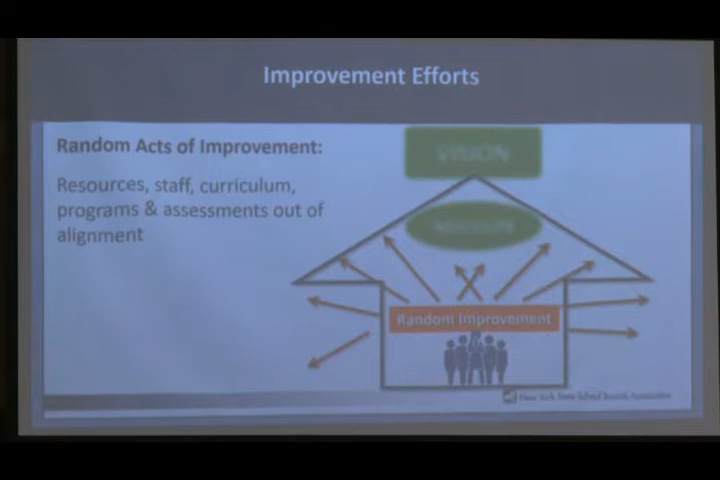 Improvement Efforts
Random Acts of Improvement:
Resources, staff, curriculum,
programs & assessments out of
alignment
VISION
Random Improvement
New York State School Boards Association